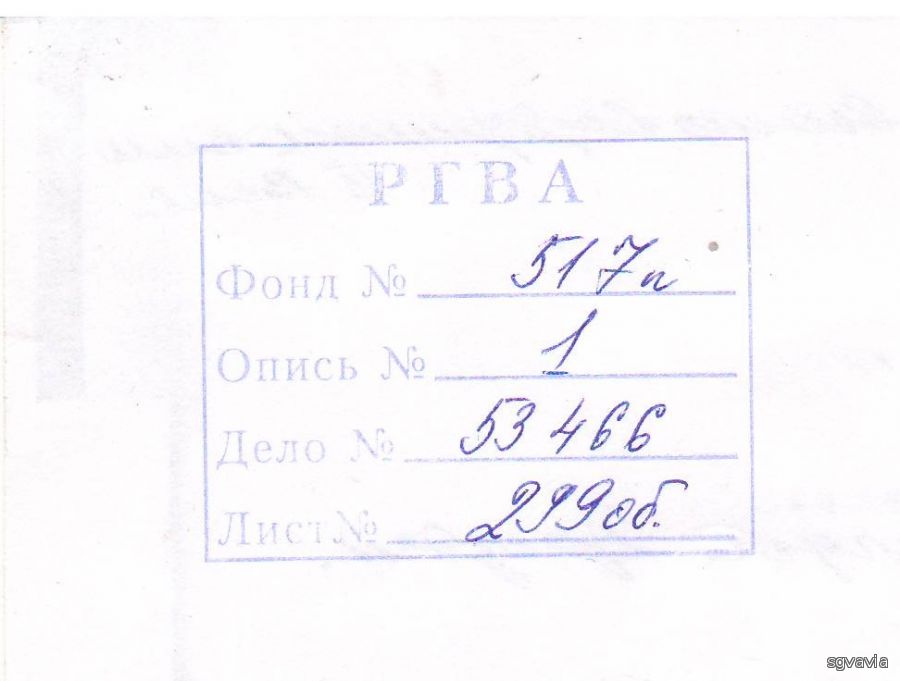 РГВА
Фонд № 517п
Опись № 1
Дело № 53466
Лист № 299об.
sgvavia